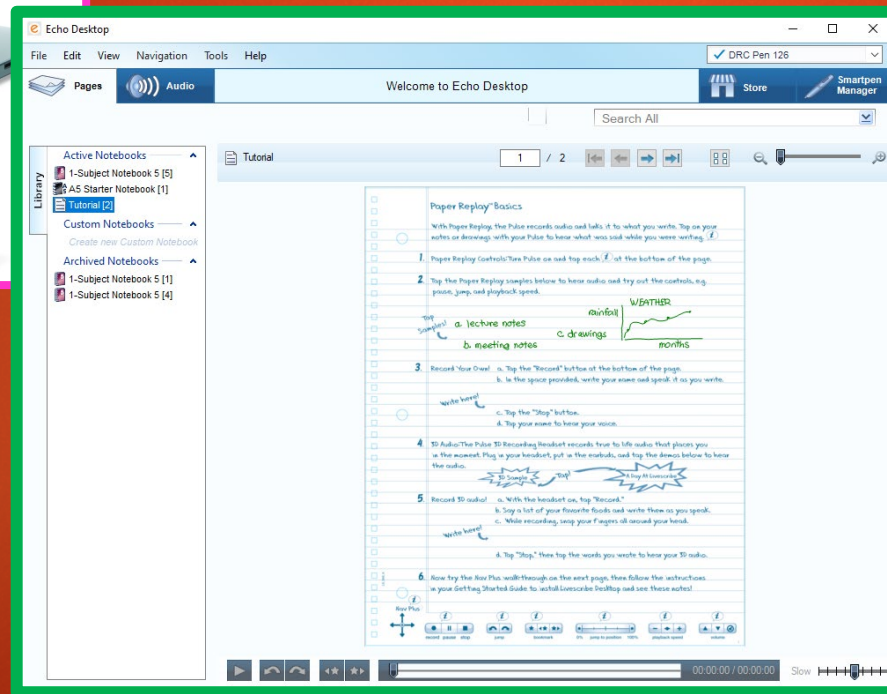 Echo Desktop
File Edit View Navigation Tools Help
DRC Pen 126
Pages
Audio
Welcome to Echo Desktop
Store
Smartpen Manager
Search All
Library
Active Notebooks
1-Subject Notebook 5 [5]
A5 Starter Notebook [1]
Tutorial [2]
Custom Notebooks
Create new Custom Notebook
Archived Notebooks
1-Subject Notebook 5 [1]
1-Subject Notebook 5 [4]
Tutorial
1 / 2
Paper Replay™ Basics
With Paper Replay, the Pulse records audio and links it to what you write. Tap on your
notes or drawings with your Pulse to hear what was said while you were writing. i
1. Paper Replay Controls: Turn Pulse on and tap each i at the bottom of the page.
2. Tap the Paper Replay samples below to hear audio and try out the controls, e.g.
pause, jump, and playback speed.
Tap Samples!
a. lecture notes
b. meeting notes
c. drawings
WEATHER
rainfall
months
3. Record Your Own! a. Tap the "Record" button at the bottom of the page.
b. In the space provided, write your name and speak it as you write.
Write here!
c. Tap the "Stop" button.
d. Tap your name to hear your voice.
4. 3D Audio: The Pulse 3D Recording Headset records true to life audio that places you
in the moment. Plug in your headset, put in the earbuds, and tap the demos below to hear
the audio.
3D Sample
Tap!
A Day At Livescribe
5. Record 3D audio! a. With the headset on, tap "Record."
b. Say a list of your favorite foods and write them as you speak.
c. While recording, snap your fingers all around your head.
Write here!
d. Tap "Stop," then tap the words you wrote to hear your 3D audio.
6. Now try the Nav Plus walk-through on the next page, then follow the instructions
in your Getting Started Guide to install Livescribe Desktop and see these notes!
Nav Plus
record pause stop
jump
bookmark
0% jump to position 100%
playback speed
volume
00:00:00 / 00:00:00
Slow